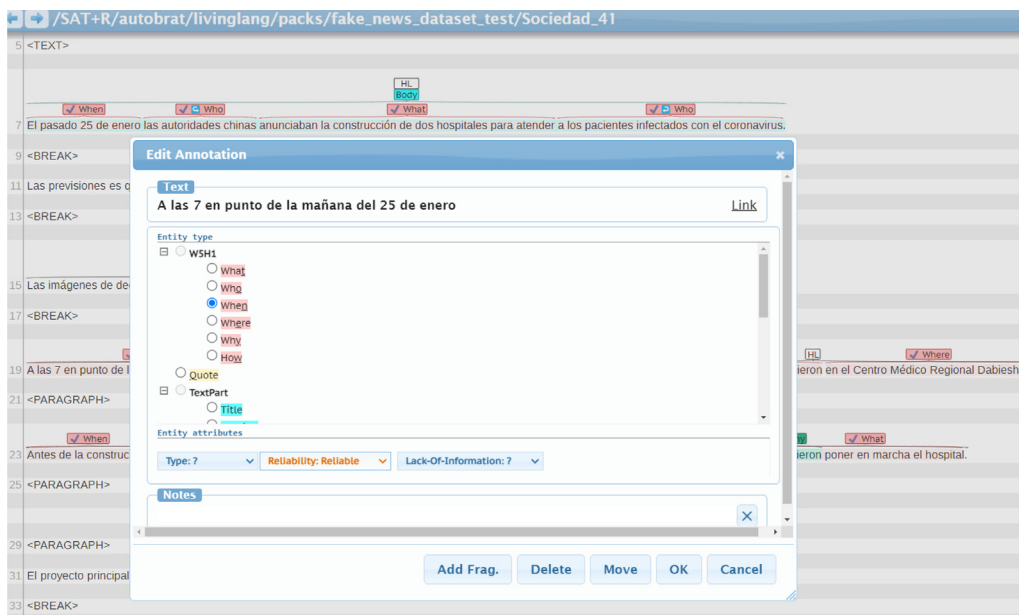 /SAT+R/autobrat/livinglang/packs/fake_news_dataset_test/Sociedad_41
5 <TEXT>
HL
Body
When Who What Who
7 El pasado 25 de enero las autoridades chinas anunciaban la construcción de dos hospitales para atender a los pacientes infectados con el coronavirus.
9 <BREAK>
Edit Annotation
11 Las previsiones es q
Text
A las 7 en punto de la mañana del 25 de enero Link
13 <BREAK>
Entity type
W5H1
What
Who
15 Las imágenes de de
When
17 <BREAK>
Where
Why
How
HL Where
19 A las 7 en punto de l
ieron en el Centro Médico Regional Dabiesh
Quote
TextPart
21 <PARAGRAPH>
Title
Entity attributes
When
What
23 Antes de la construc
ieron poner en marcha el hospital.
Type: ? Reliability: Reliable Lack-Of-Information: ?
25 <PARAGRAPH>
Notes
29 <PARAGRAPH>
Add Frag. Delete Move OK Cancel
31 El proyecto principal
33 <BREAK>